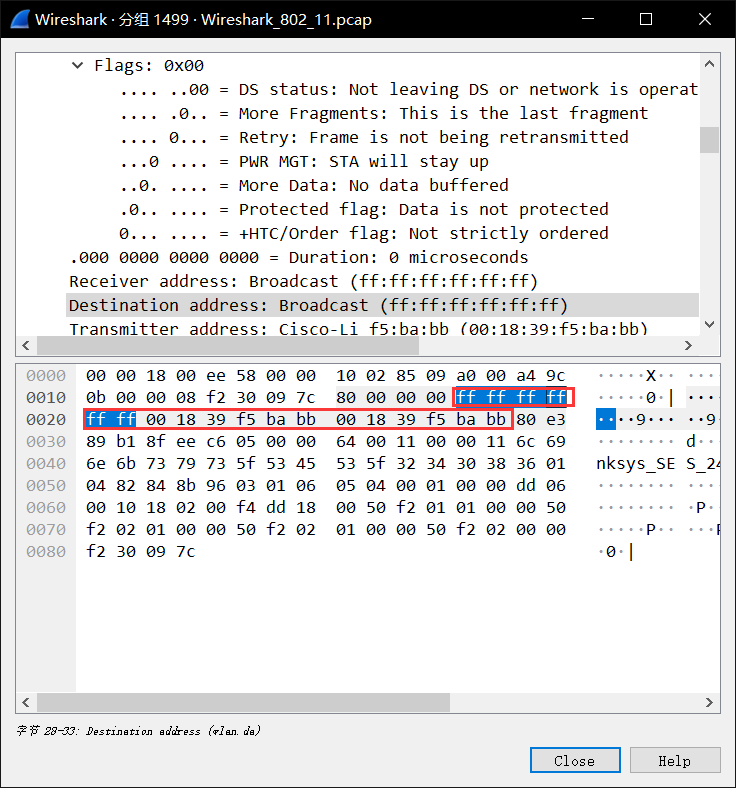 Wireshark · 分组 1499 · Wireshark_802_11.pcap
Flags: 0x00
.... ..00 = DS status: Not leaving DS or network is operat
.... .0.. = More Fragments: This is the last fragment
.... 0... = Retry: Frame is not being retransmitted
...0 .... = PWR MGT: STA will stay up
..0. .... = More Data: No data buffered
.0.. .... = Protected flag: Data is not protected
0... .... = +HTC/Order flag: Not strictly ordered
.000 0000 0000 0000 = Duration: 0 microseconds
Receiver address: Broadcast (ff:ff:ff:ff:ff:ff)
Destination address: Broadcast (ff:ff:ff:ff:ff:ff)
Transmitter address: Cisco-Li_f5:ba:bb (00:18:39:f5:ba:bb)
0000 00 00 18 00 ee 58 00 00 10 02 85 09 a0 00 a4 9c ·····X·· ····
0010 0b 00 00 08 f2 30 09 7c 80 00 00 00 ff ff ff ff ·····0·| ····
0020 ff ff 00 18 39 f5 ba bb 00 18 39 f5 ba bb 80 e3 ····9··· ··9·
0030 89 b1 8f ee c6 05 00 00 64 00 11 00 00 11 6c 69 ········ d···
0040 6e 6b 73 79 73 5f 53 45 53 5f 32 34 30 38 36 01 nksys_SE S_24
0050 04 82 84 8b 96 03 01 06 05 04 00 01 00 00 dd 06 ········ ····
0060 00 10 18 02 00 f4 dd 18 00 50 f2 01 01 00 00 50 ········ ·P··
0070 f2 02 01 00 00 50 f2 02 01 00 00 50 f2 02 00 00 ·····P·· ···P
0080 f2 30 09 7c ·0·|
字节 28-33: Destination address (wlan.da)
Close Help